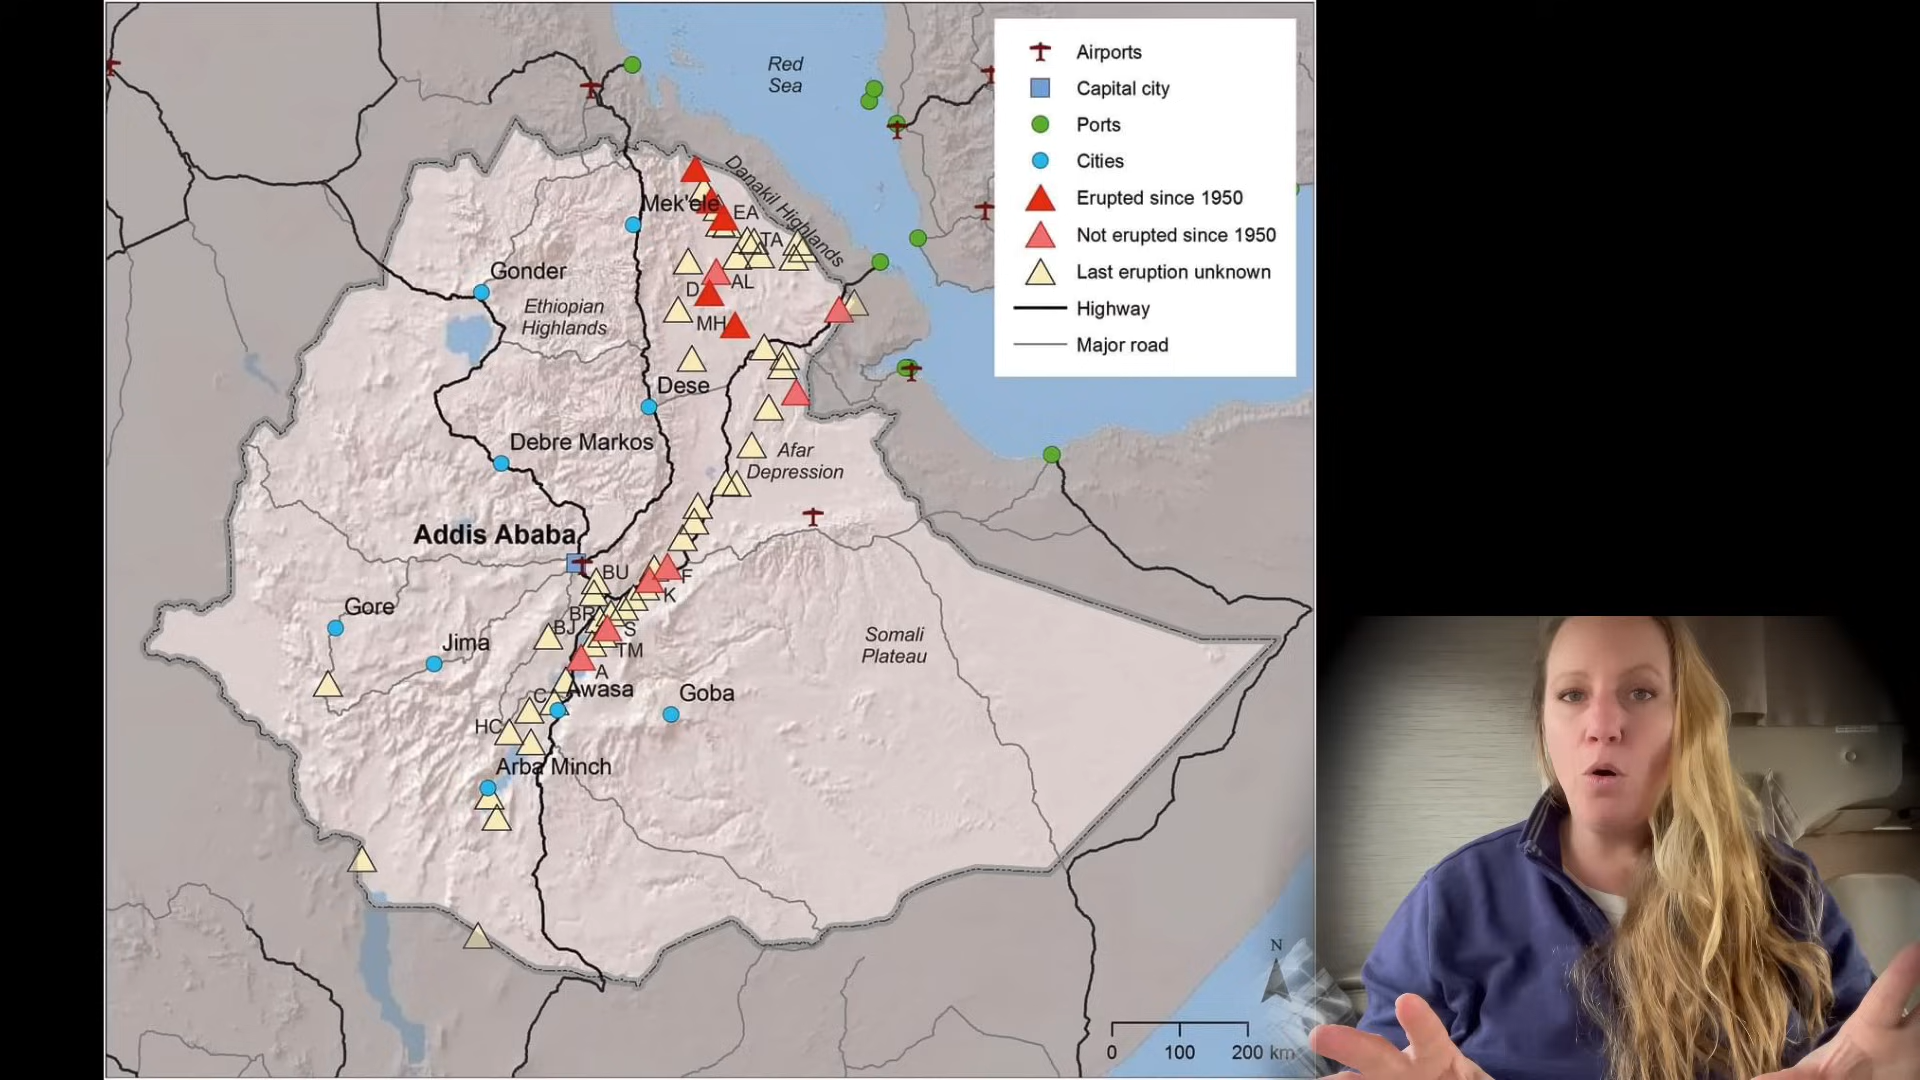 Red
Sea
Airports
Capital city
Ports
Cities
Erupted since 1950
Not erupted since 1950
Last eruption unknown
Highway
Major road
Danakil Highlands
Mek'ele
EA
TA
Gonder
AL
D
Ethiopian
Highlands
MH
Dese
Debre Markos
Afar
Depression
Addis Ababa
BU
F
K
Gore
BR
BJ
S
Jima
TM
Somali
Plateau
A
Awasa
C
Goba
HC
Arba Minch
N
0 100 200 km